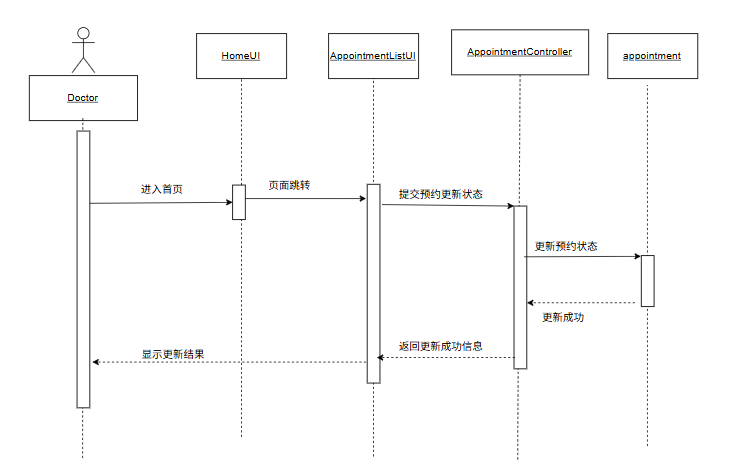 HomeUI
AppointmentListUI
AppointmentController
appointment
Doctor
进入首页
页面跳转
提交预约更新状态
更新预约状态
更新成功
返回更新成功信息
显示更新结果